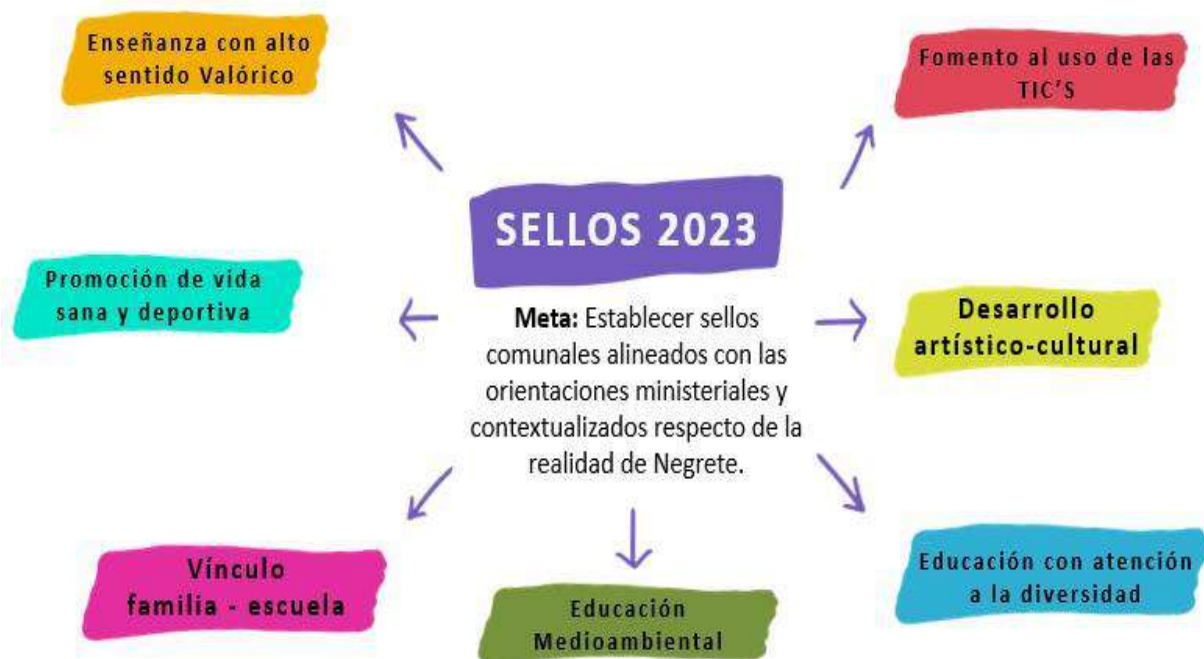 Enseñanza con alto
sentido Valórico
Fomento al uso de las
TIC'S
SELLOS 2023
Promoción de vida
sana y deportiva
Meta: Establecer sellos
comunales alineados con las
orientaciones ministeriales y
contextualizados respecto de la
realidad de Negrete.
Desarrollo
artístico-cultural
Vínculo
familia - escuela
Educación
Medioambiental
Educación con atención
a la diversidad